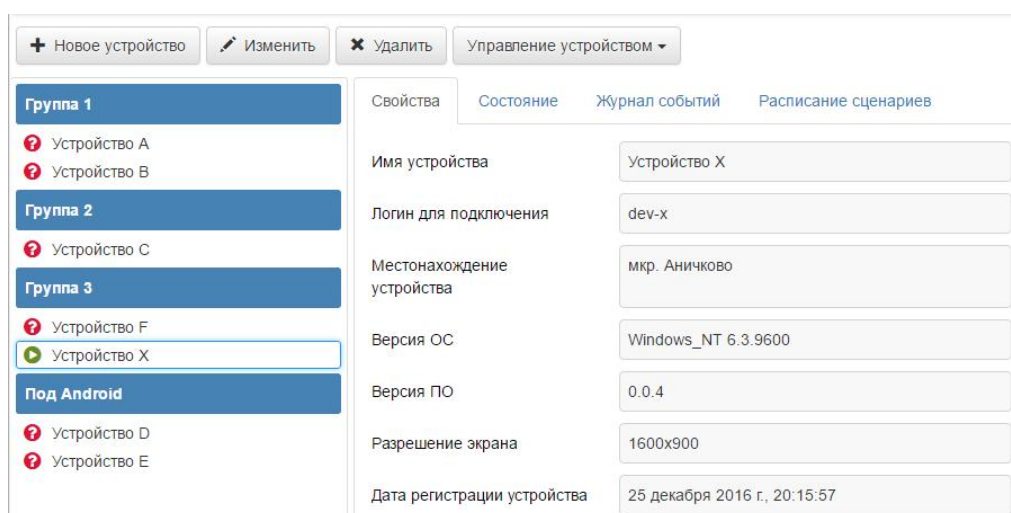 Новое устройство
Изменить
Удалить
Управление устройством
Группа 1
Устройство A
Устройство B
Группа 2
Устройство C
Группа 3
Устройство F
Устройство X
Под Android
Устройство D
Устройство E
Свойства
Состояние
Журнал событий
Расписание сценариев
Имя устройства
Устройство X
Логин для подключения
dev-x
Местонахождение
устройства
мкр. Аничково
Версия ОС
Windows_NT 6.3.9600
Версия ПО
0.0.4
Разрешение экрана
1600x900
Дата регистрации устройства
25 декабря 2016 г., 20:15:57